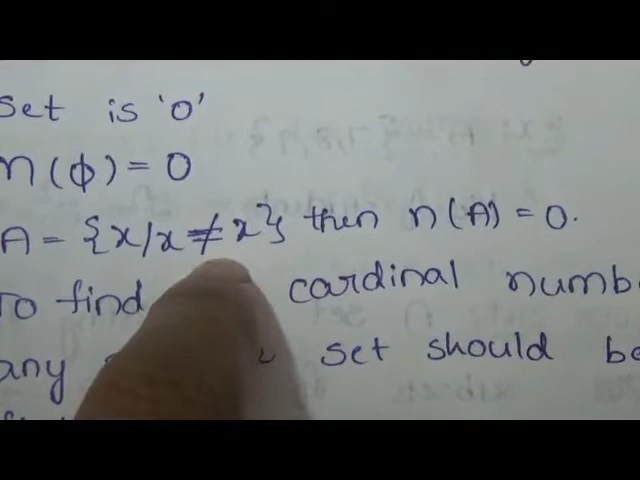 set is '0'
n(ϕ) = 0
A = {x/x ≠ x} then n(A) = 0.
To find cardinal numb
any set should be